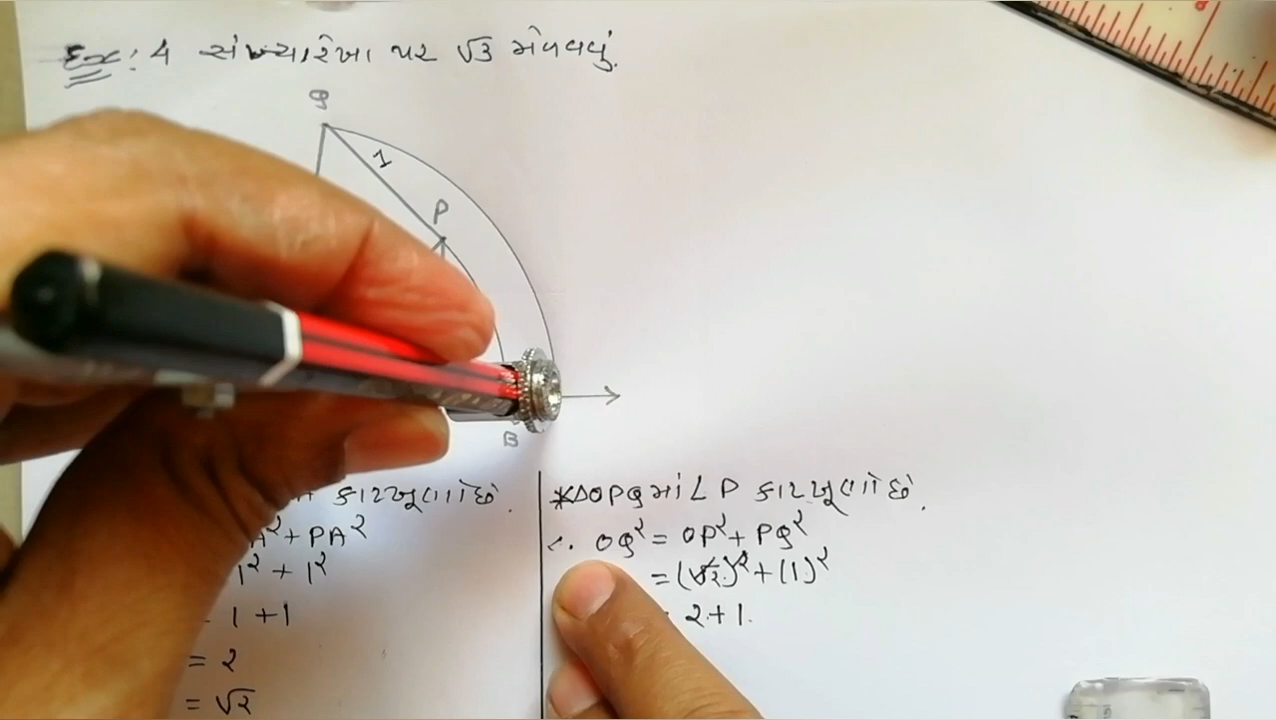 Ex: 4 સંખ્યારેખા પર √3 મેળવવું.
Q
1
P
B
કાટખૂણો છે.
A² + PA²
1² + 1²
1 + 1
= 2
= √2
* ΔOPQ માં ∠P કાટખૂણો છે.
∴ OQ² = OP² + PQ²
= (√2)² + (1)²
2 + 1.